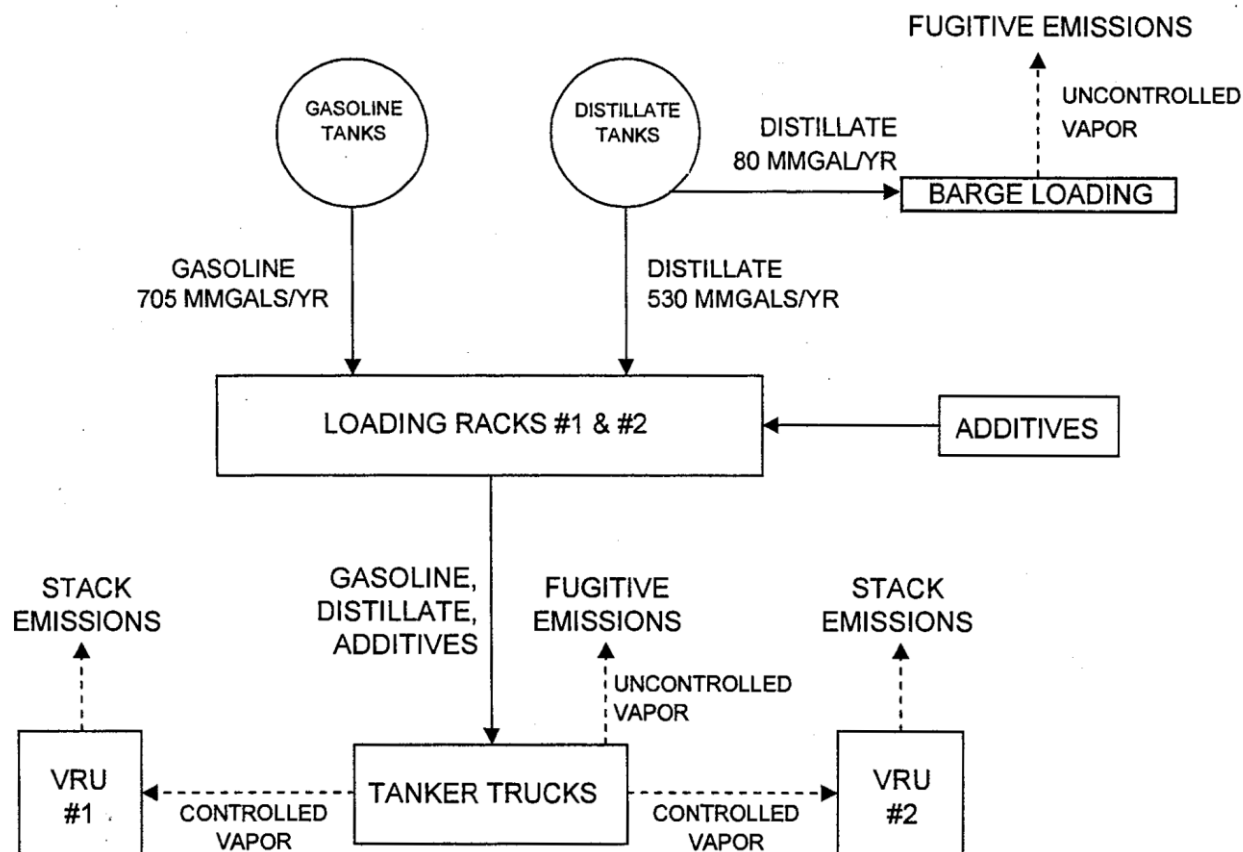 FUGITIVE EMISSIONS
UNCONTROLLED
VAPOR
GASOLINE
TANKS
DISTILLATE
TANKS
DISTILLATE
80 MMGAL/YR
BARGE LOADING
GASOLINE
705 MMGALS/YR
DISTILLATE
530 MMGALS/YR
LOADING RACKS #1 & #2
ADDITIVES
GASOLINE,
DISTILLATE,
ADDITIVES
STACK
EMISSIONS
FUGITIVE
EMISSIONS
STACK
EMISSIONS
UNCONTROLLED
VAPOR
VRU
#1
TANKER TRUCKS
VRU
#2
CONTROLLED
VAPOR
CONTROLLED
VAPOR